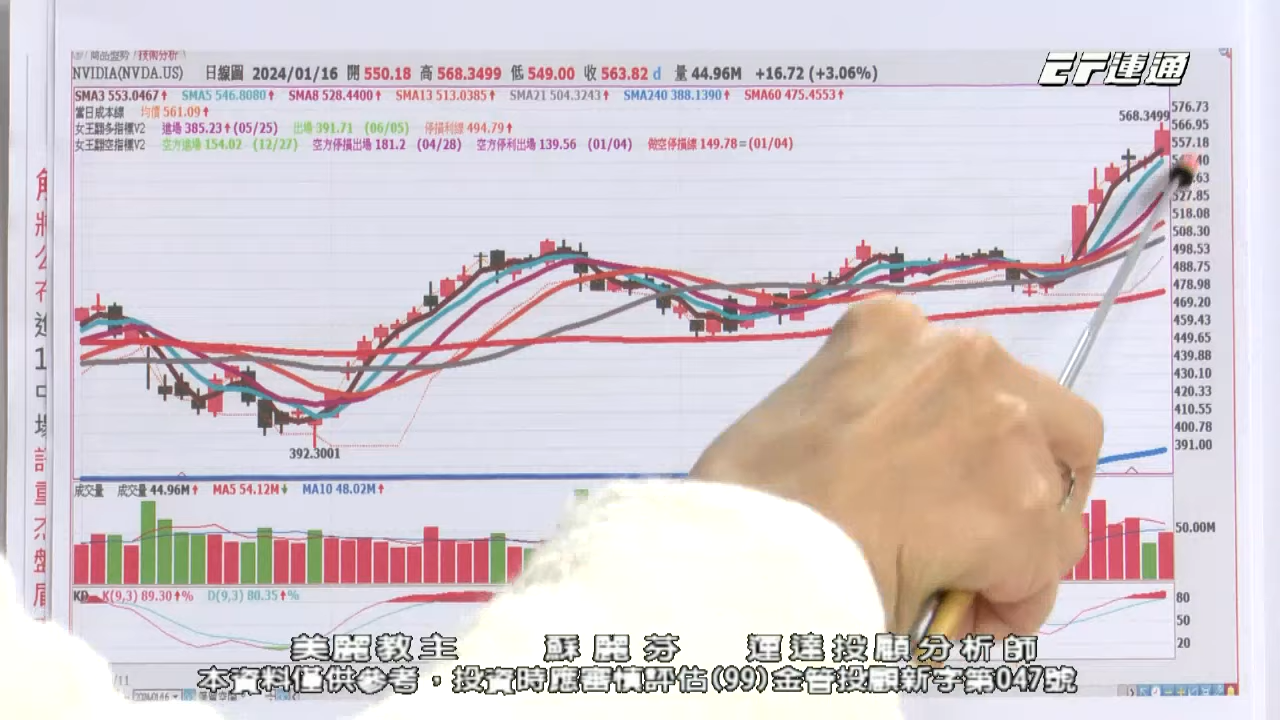 商品盤勢 / 技術分析
NVIDIA(NVDA.US) 日線圖 2024/01/16 開 550.18 高 568.3499 低 549.00 收 563.82 d 量 44.96M +16.72 (+3.06%)
運通
SMA3 553.0467↑ SMA5 546.8080↑ SMA8 528.4400↑ SMA13 513.0385↑ SMA21 504.3243↑ SMA240 388.1390↑ SMA60 475.4553↑
當日成本線 均價 561.09↑
女王翻多指標V2 進場 385.23↑(05/25) 出場 391.71 (06/05) 停損利線 494.79↑
女王翻空指標V2 空方進場 154.02 (12/27) 空方停損出場 181.2 (04/28) 空方停利出場 139.56 (01/04) 做空停損線 149.78=(01/04)
568.3499
576.73
566.95
557.18
527.85
518.08
508.30
498.53
488.75
478.98
469.20
459.43
449.65
439.88
430.10
420.33
410.55
400.78
391.00
392.3001
成交量 成交量 44.96M↑ MA5 54.12M↓ MA10 48.02M↑
50.00M
KD K(9,3) 89.30↑% D(9,3) 80.35↑%
80
50
20
美麗教主 蘇麗芬 運達投顧分析師
本資料僅供參考，投資時應審慎評估(99)金管投顧新字第047號